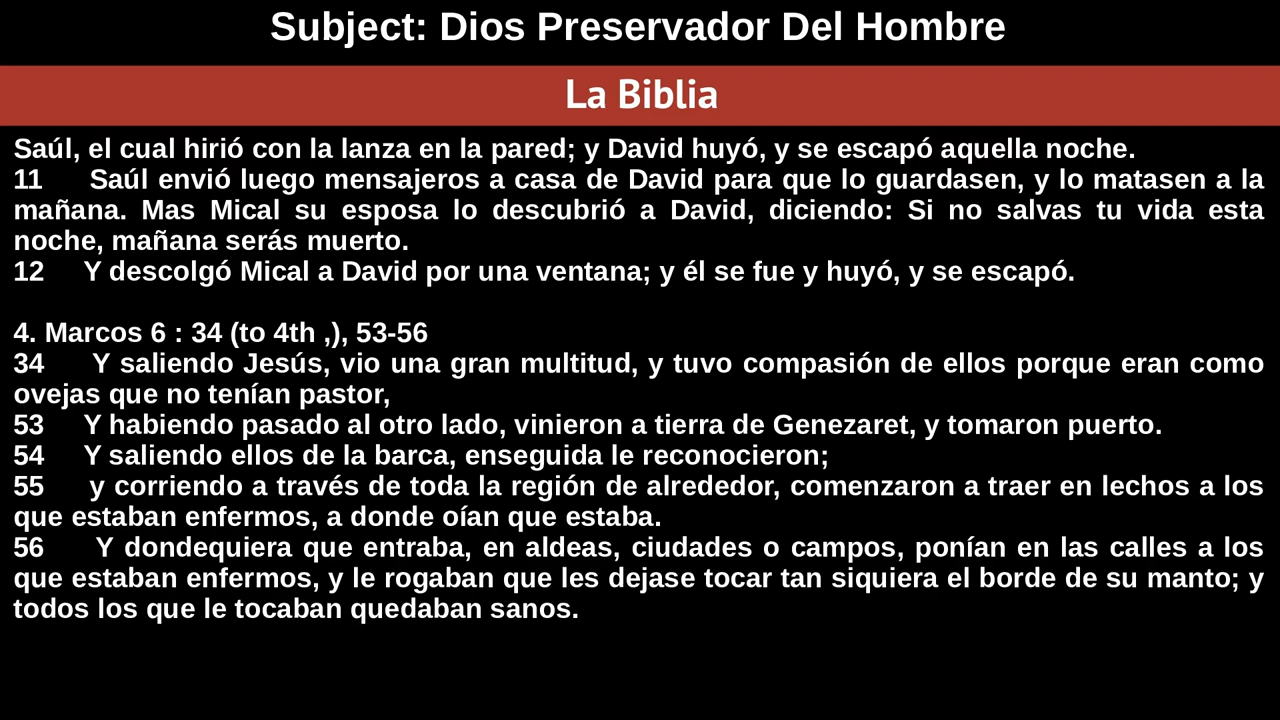 Subject: Dios Preservador Del Hombre
La Biblia
Saúl, el cual hirió con la lanza en la pared; y David huyó, y se escapó aquella noche.
11 Saúl envió luego mensajeros a casa de David para que lo guardasen, y lo matasen a la
mañana. Mas Mical su esposa lo descubrió a David, diciendo: Si no salvas tu vida esta
noche, mañana serás muerto.
12 Y descolgó Mical a David por una ventana; y él se fue y huyó, y se escapó.
4. Marcos 6 : 34 (to 4th ,), 53-56
34 Y saliendo Jesús, vio una gran multitud, y tuvo compasión de ellos porque eran como
ovejas que no tenían pastor,
53 Y habiendo pasado al otro lado, vinieron a tierra de Genezaret, y tomaron puerto.
54 Y saliendo ellos de la barca, enseguida le reconocieron;
55 y corriendo a través de toda la región de alrededor, comenzaron a traer en lechos a los
que estaban enfermos, a donde oían que estaba.
56 Y dondequiera que entraba, en aldeas, ciudades o campos, ponían en las calles a los
que estaban enfermos, y le rogaban que les dejase tocar tan siquiera el borde de su manto; y
todos los que le tocaban quedaban sanos.